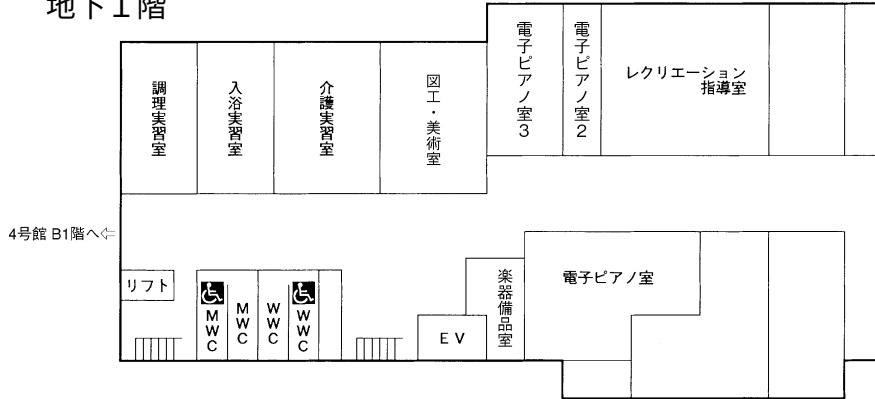 地下１階
調理実習室
入浴実習室
介護実習室
図工・美術室
電子ピアノ室3
電子ピアノ室2
レクリエーション
指導室
4号館 B1階へ⇦
リフト
MWC
MWC
WWC
WWC
EV
楽器備品室
電子ピアノ室